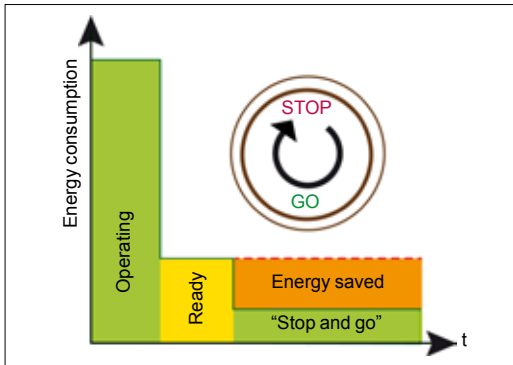 Energy consumption
STOP
GO
Operating
Ready
Energy saved
“Stop and go”
t